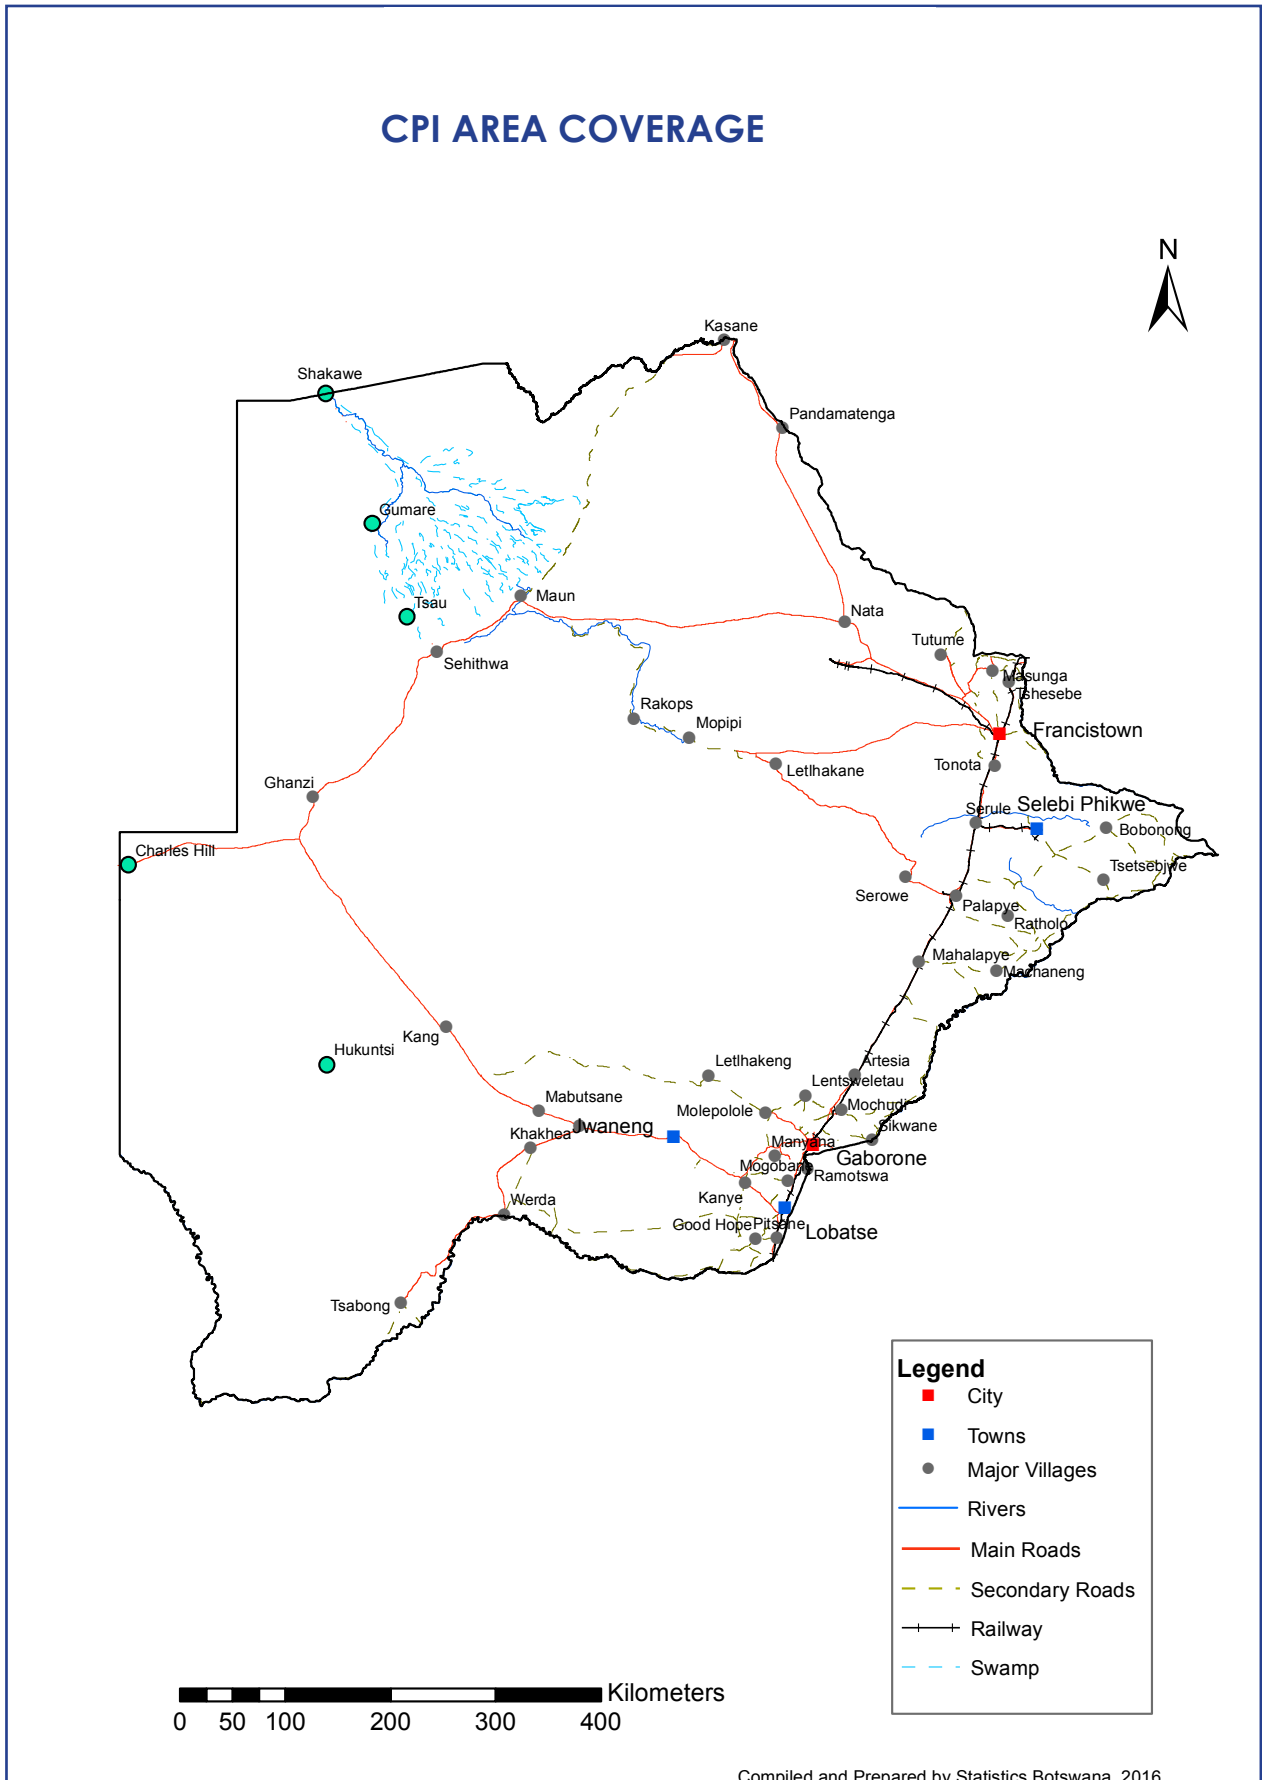 CPI AREA COVERAGE
N
Kasane
Shakawe
Pandamatenga
Gumare
Maun
Tsau
Nata
Tutume
Sehithwa
Masunga
Tshesebe
Rakops
Mopipi
Francistown
Letlhakane
Tonota
Ghanzi
Serule
Selebi Phikwe
Bobonong
Charles Hill
Tsetsebjwe
Serowe
Palapye
Ratholo
Mahalapye
Machaneng
Kang
Hukuntsi
Letlhakeng
Artesia
Lentsweletau
Mabutsane
Molepolole
Mochudi
Jwaneng
Sikwane
Khakhea
Manyana
Gaborone
Mogobane
Ramotswa
Kanye
Werda
Good Hope
Pitsane
Lobatse
Tsabong
Legend
City
Towns
Major Villages
Rivers
Main Roads
Secondary Roads
Railway
Swamp
Kilometers
0 50 100 200 300 400
Compiled and Prepared by Statistics Botswana, 2016